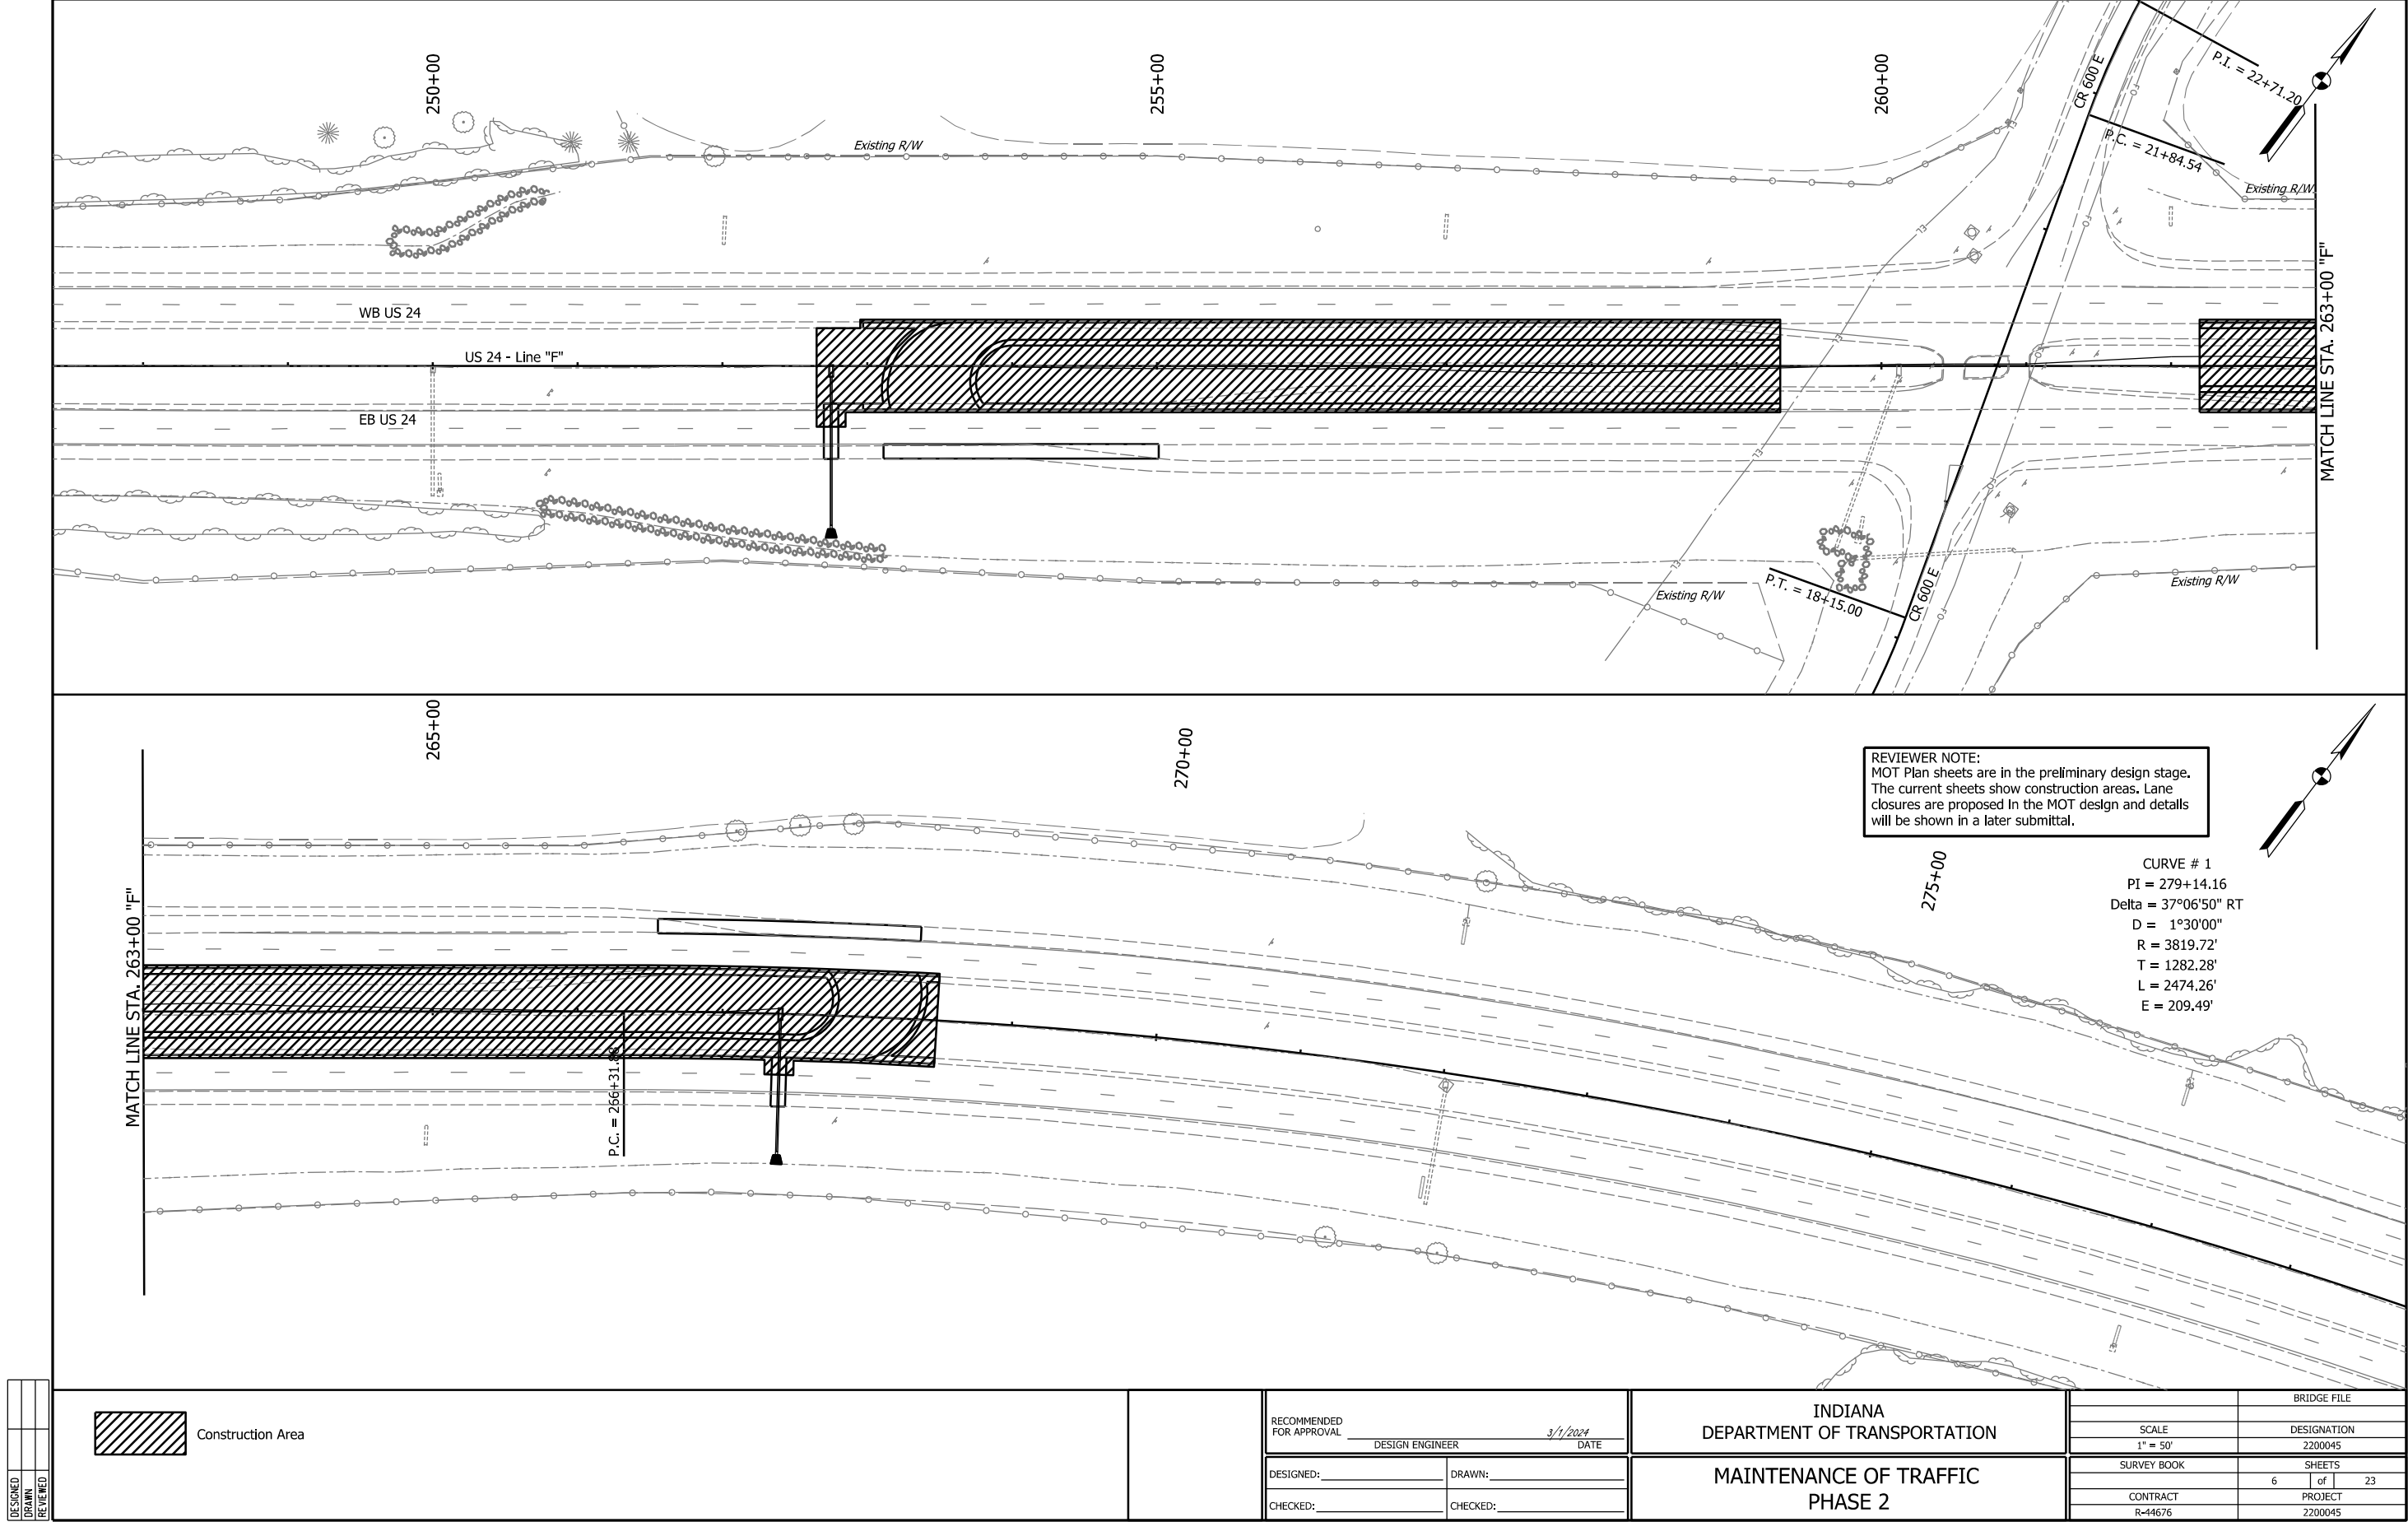 250+00
255+00
260+00
CR 600 E
P.I. = 22+71.20
P.C. = 21+84.54
Existing R/W
Existing R/W
WB US 24
US 24 - Line "F"
EB US 24
MATCH LINE STA. 263+00 "F"
P.T. = 18+15.00
CR 600 E
Existing R/W
Existing R/W
265+00
270+00
275+00
REVIEWER NOTE:
MOT Plan sheets are in the preliminary design stage.
The current sheets show construction areas. Lane
closures are proposed in the MOT design and details
will be shown in a later submittal.
CURVE # 1
PI = 279+14.16
Delta = 37°06'50" RT
D = 1°30'00"
R = 3819.72'
T = 1282.28'
L = 2474.26'
E = 209.49'
MATCH LINE STA. 263+00 "F"
P.C. = 266+31.88
Construction Area
DESIGNED
DRAWN
REVIEWED
RECOMMENDED
FOR APPROVAL
3/1/2024
DESIGN ENGINEER DATE
DESIGNED: DRAWN:
CHECKED: CHECKED:
INDIANA
DEPARTMENT OF TRANSPORTATION
MAINTENANCE OF TRAFFIC
PHASE 2
BRIDGE FILE
SCALE DESIGNATION
1" = 50' 2200045
SURVEY BOOK SHEETS
6 of 23
CONTRACT PROJECT
R-44676 2200045